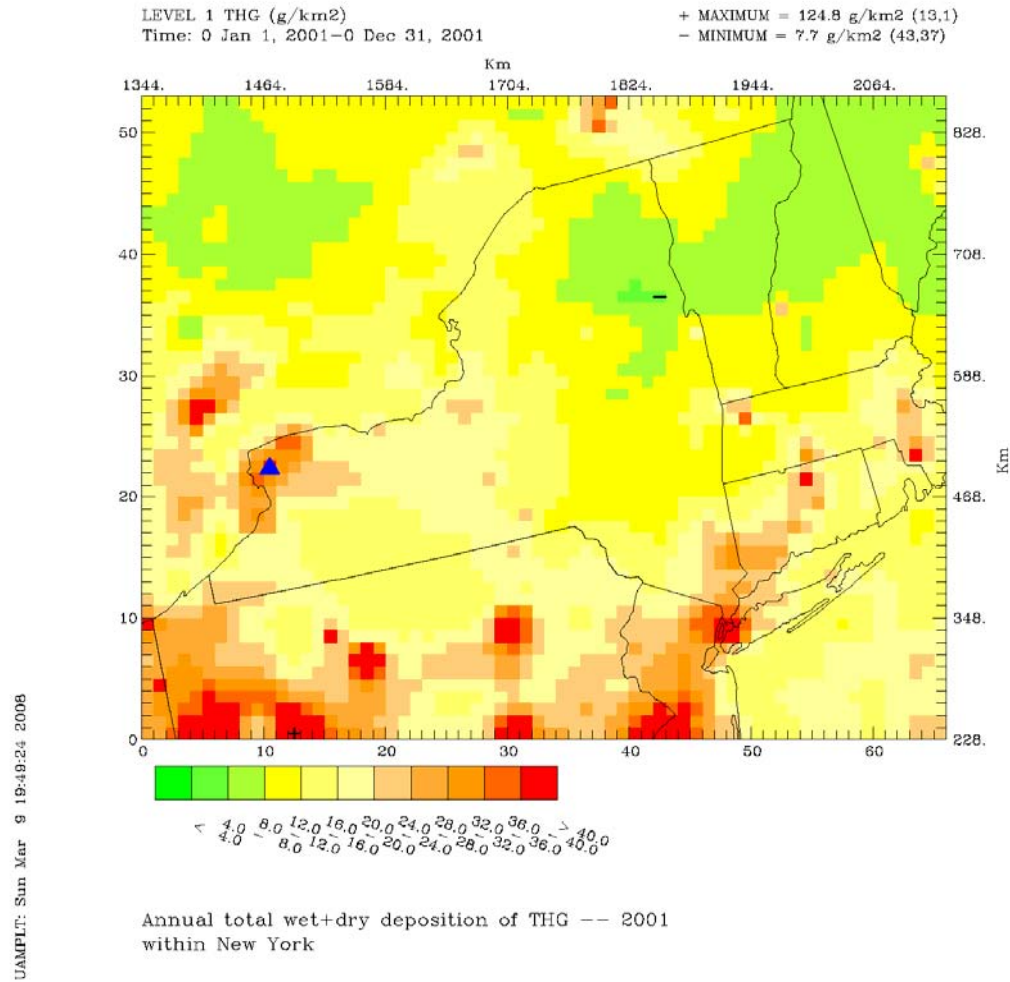 LEVEL 1 THG (g/km2)
Time: 0 Jan 1, 2001-0 Dec 31, 2001
+ MAXIMUM = 124.8 g/km2 (13,1)
- MINIMUM = 7.7 g/km2 (43,37)
Km
1344. 1464. 1584. 1704. 1824. 1944. 2064.
50 828.
40 708.
30 588.
Km
20 468.
10 348.
0 228.
0 10 20 30 40 50 60
< 4.0
4.0 - 8.0
8.0 - 12.0
12.0 - 16.0
16.0 - 20.0
20.0 - 24.0
24.0 - 28.0
28.0 - 32.0
32.0 - 36.0
36.0 - 40.0
> 40.0
UAMPLT: Sun Mar 9 19:49:24 2008
Annual total wet+dry deposition of THG -- 2001
within New York